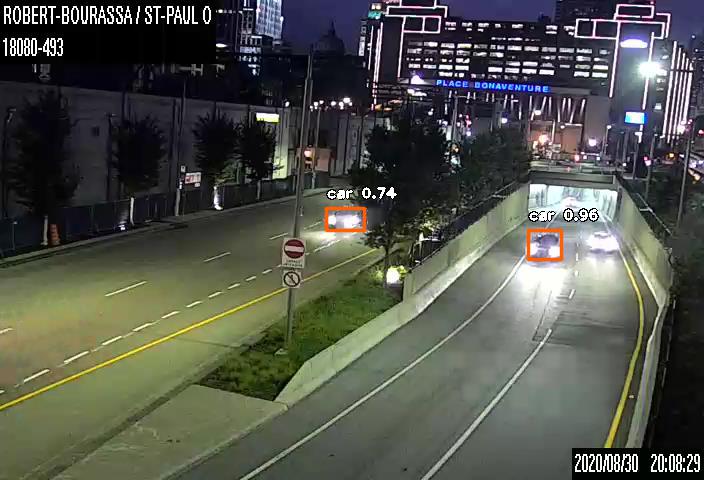 ROBERT-BOURASSA / ST-PAUL O
18080-493
PLACE BONAVENTURE
car 0.74
car 0.96
2020/08/30 20:08:29